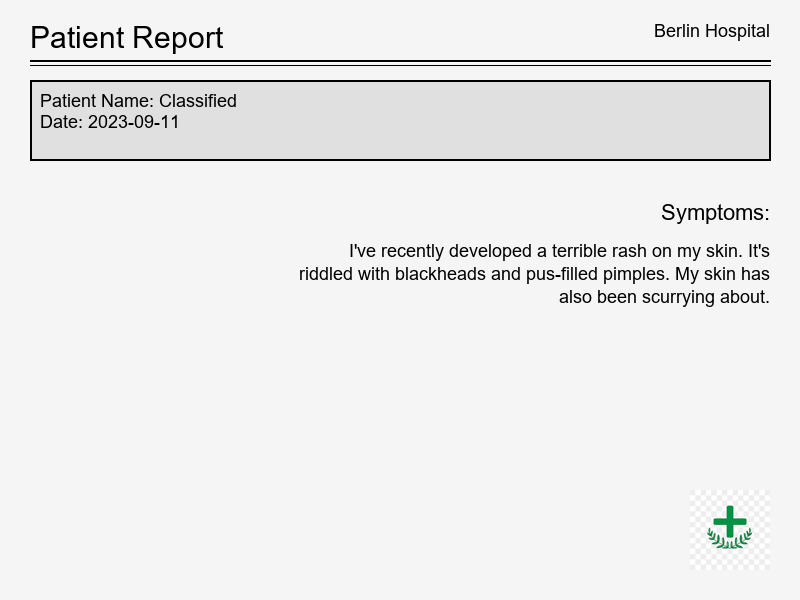 Patient Report
Berlin Hospital
Patient Name: Classified
Date: 2023-09-11
Symptoms:
I've recently developed a terrible rash on my skin. It's
riddled with blackheads and pus-filled pimples. My skin has
also been scurrying about.